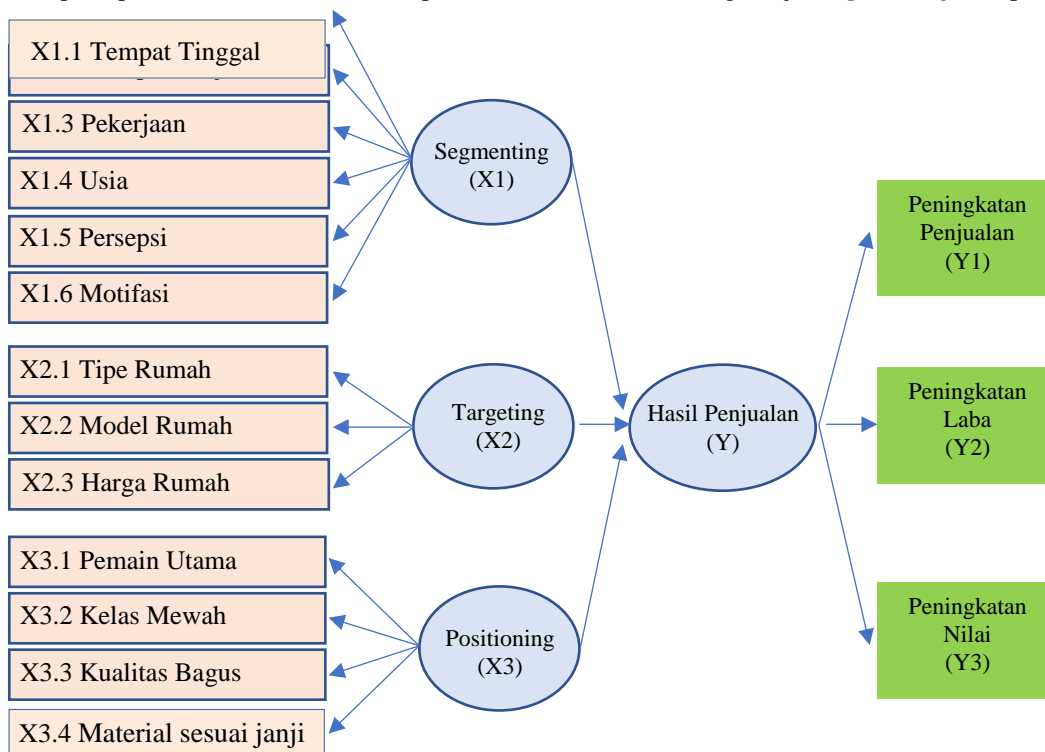 X1.1 Tempat Tinggal
X1.3 Pekerjaan
X1.4 Usia
X1.5 Persepsi
X1.6 Motifasi
Segmenting
(X1)
X2.1 Tipe Rumah
X2.2 Model Rumah
X2.3 Harga Rumah
Targeting
(X2)
X3.1 Pemain Utama
X3.2 Kelas Mewah
X3.3 Kualitas Bagus
X3.4 Material sesuai janji
Positioning
(X3)
Hasil Penjualan
(Y)
Peningkatan
Penjualan
(Y1)
Peningkatan
Laba
(Y2)
Peningkatan
Nilai
(Y3)